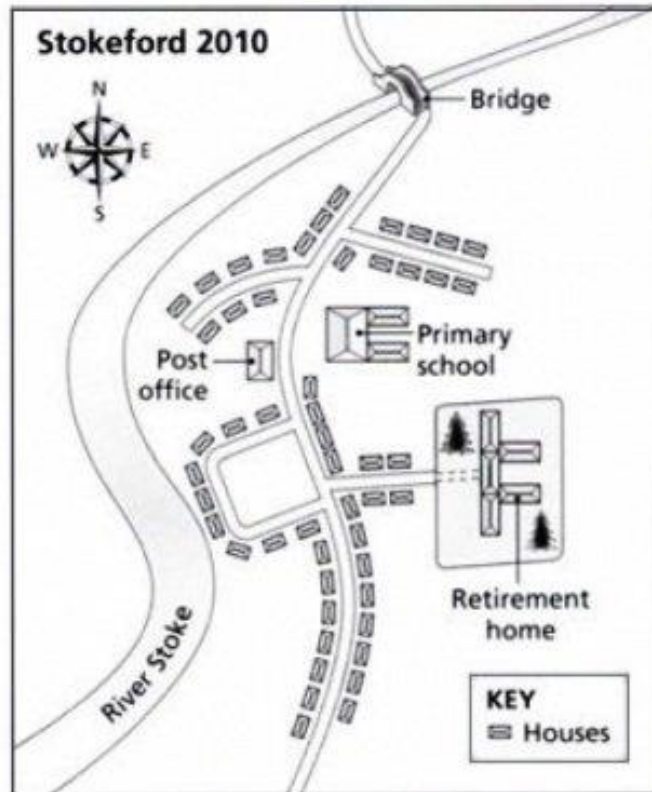 Stokeford 2010
N
W E
S
Bridge
Primary
school
Post
office
Retirement
home
River Stoke
KEY
Houses